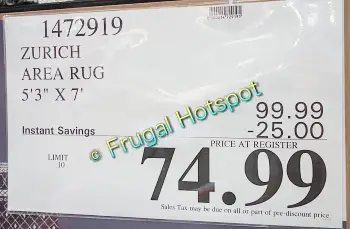 1472919
ZURICH
AREA RUG
5'3" X 7'
99.99
Instant Savings -25.00
PRICE AT REGISTER
LIMIT
10
74.99
Sales Tax may be due on all or part of pre-discount price
© Frugal Hotspot